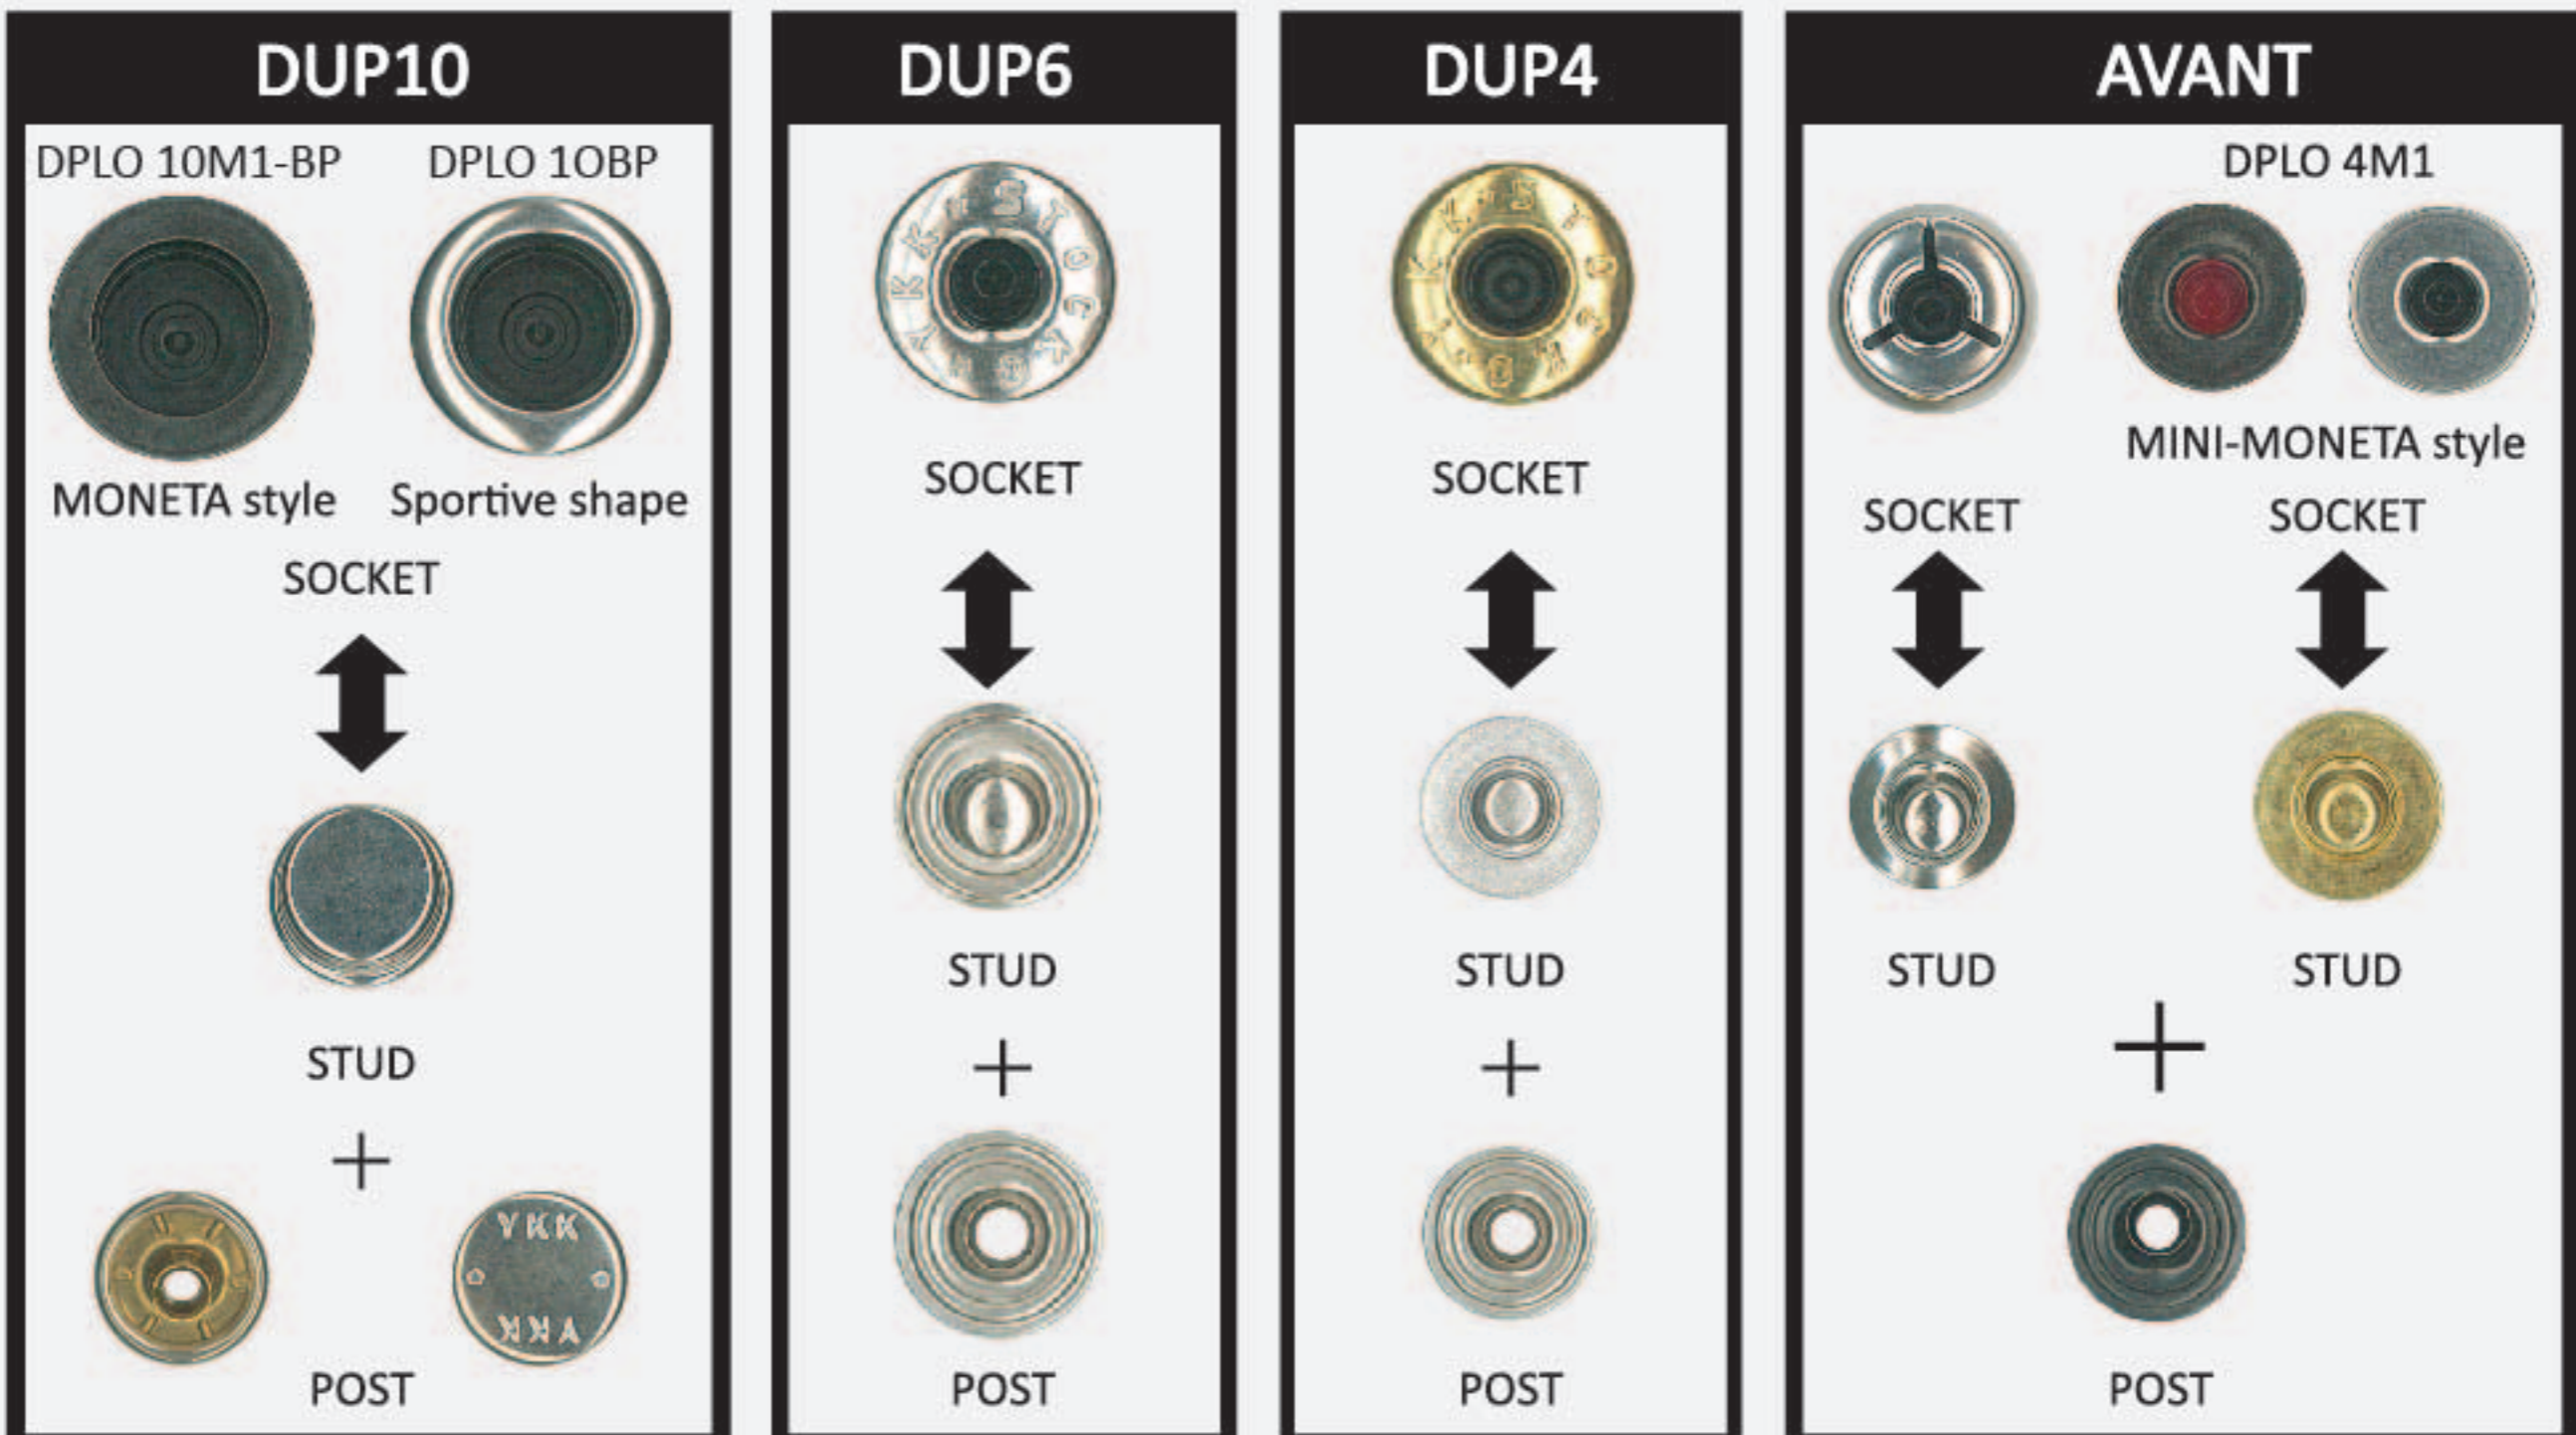 DUP10
DPLO 10M1-BP
DPLO 1OBP
MONETA style
Sportive shape
SOCKET
STUD
+
YKK
YKK
POST
DUP6
SOCKET
STUD
+
POST
DUP4
SOCKET
STUD
+
POST
AVANT
DPLO 4M1
MINI-MONETA style
SOCKET
SOCKET
STUD
STUD
+
POST